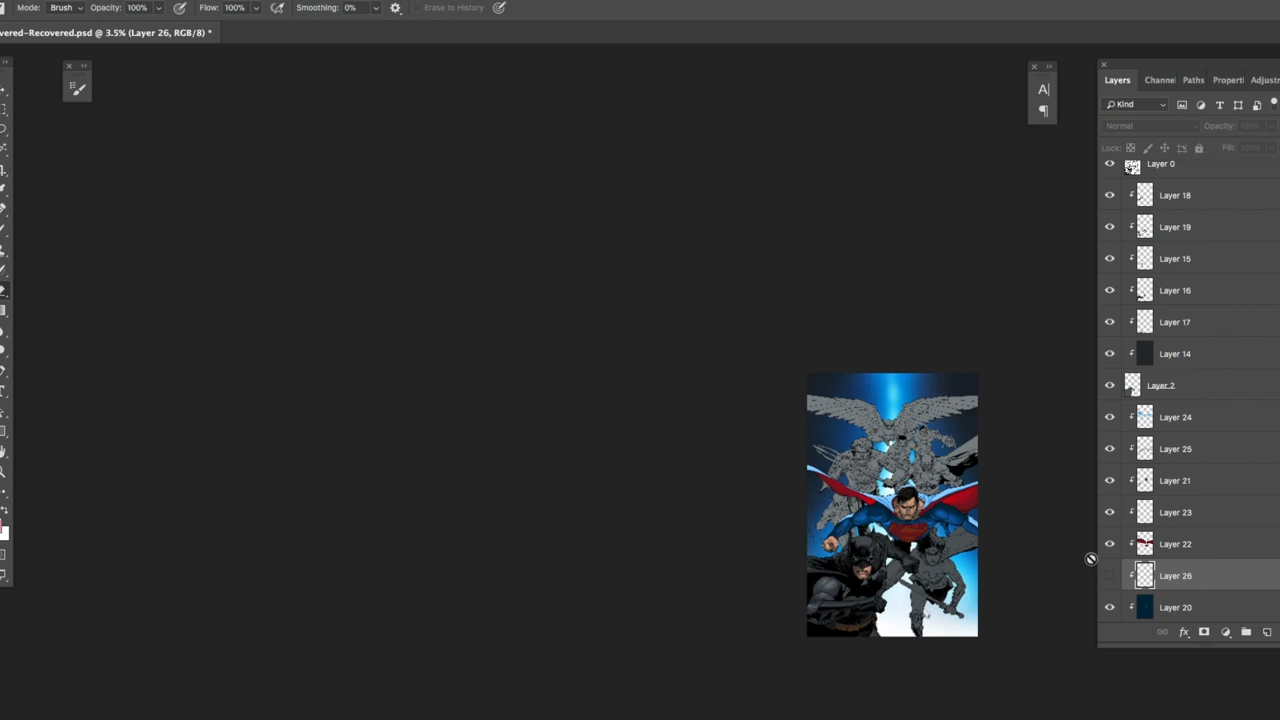 Mode: Brush Opacity: 100% Flow: 100% Smoothing: 0% Erase to History
vered-Recovered.psd @ 3.5% (Layer 26, RGB/8) *
Layers Channe Paths Properti Adjustr
Kind
Normal Opacity: 100%
Lock: Fill: 100%
Layer 0
Layer 18
Layer 19
Layer 15
Layer 16
Layer 17
Layer 14
Layer 2
Layer 24
Layer 25
Layer 21
Layer 23
Layer 22
Layer 26
Layer 20